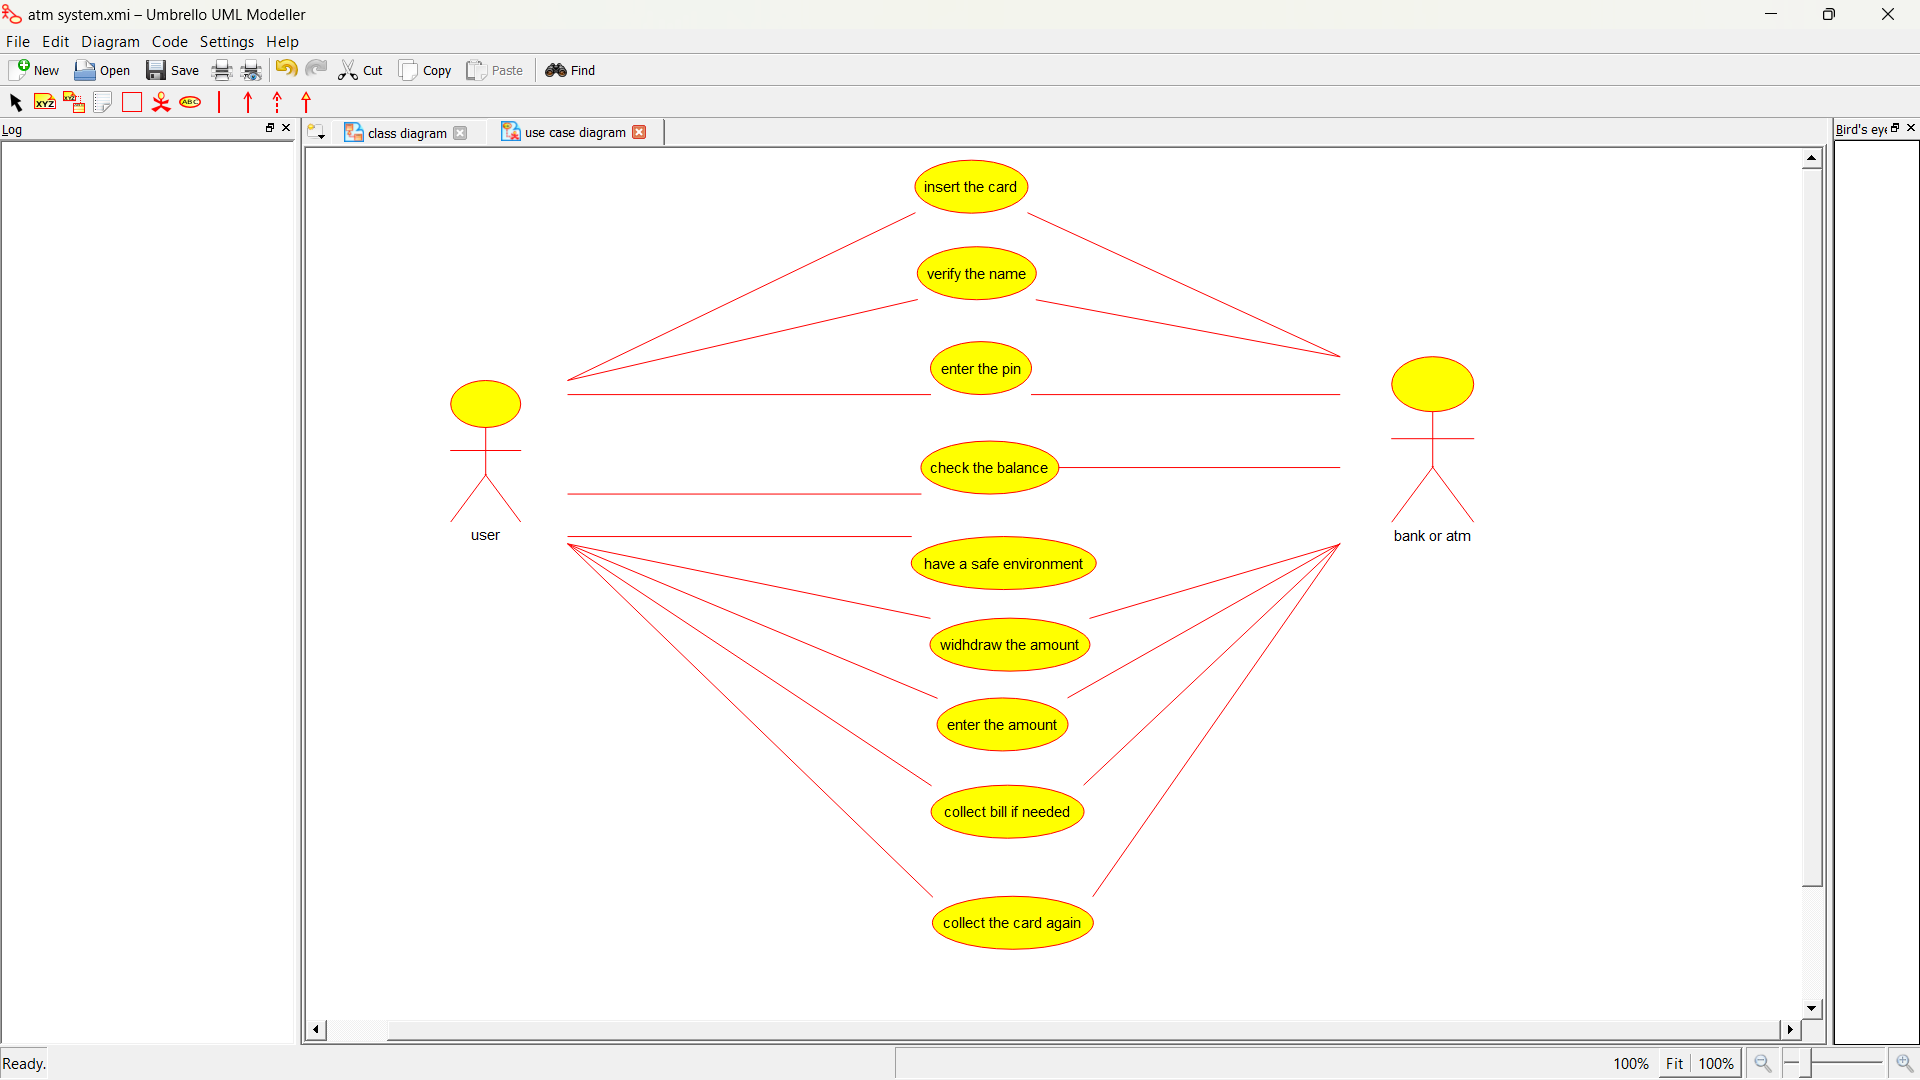 atm system.xmi – Umbrello UML Modeller
File Edit Diagram Code Settings Help
New Open Save Cut Copy Paste Find
XYZ XYZ ABC
Log
class diagram use case diagram
Bird's eye
insert the card
verify the name
enter the pin
check the balance
user
bank or atm
have a safe environment
widhdraw the amount
enter the amount
collect bill if needed
collect the card again
Ready.
100% Fit 100%